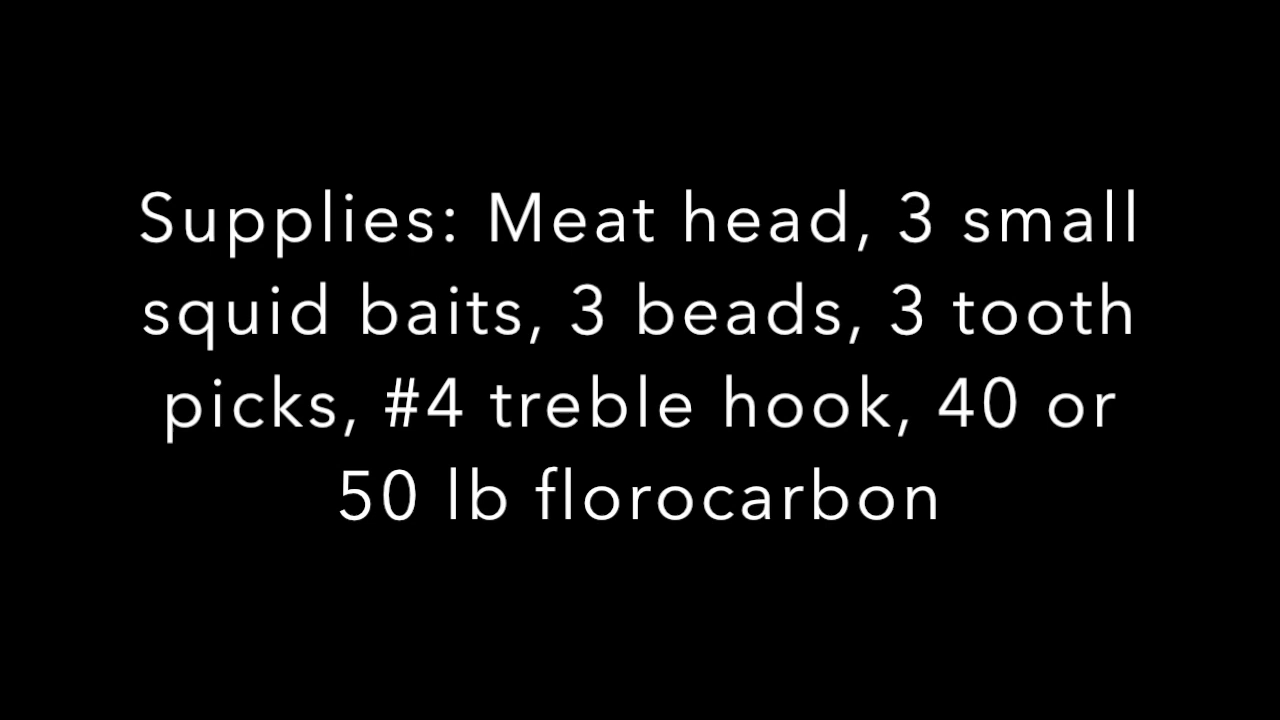 Supplies: Meat head, 3 small
squid baits, 3 beads, 3 tooth
picks, #4 treble hook, 40 or
50 lb florocarbon